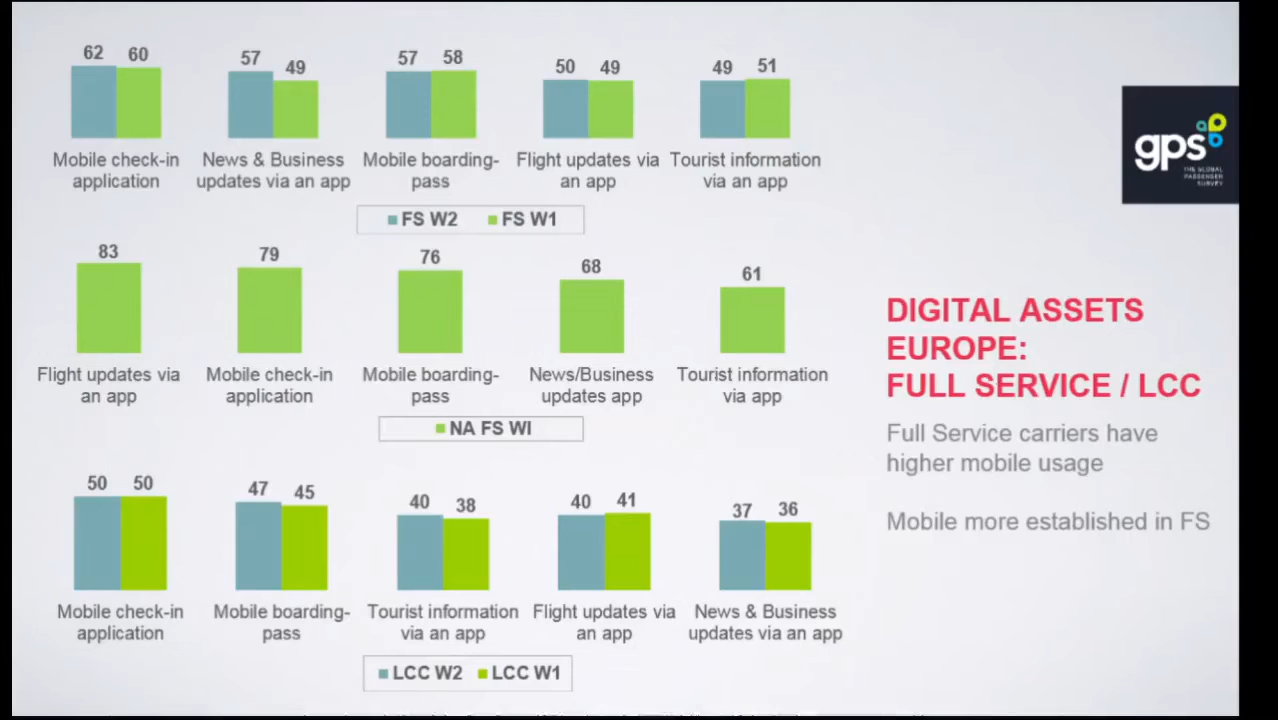 62 60 57 49 57 58 50 49 49 51
Mobile check-in
application
News & Business
updates via an app
Mobile boarding-
pass
Flight updates via
an app
Tourist information
via an app
FS W2 FS W1
gps
THE GLOBAL
PASSENGER
SURVEY
83 79 76 68 61
Flight updates via
an app
Mobile check-in
application
Mobile boarding-
pass
News/Business
updates app
Tourist information
via app
NA FS WI
DIGITAL ASSETS
EUROPE:
FULL SERVICE / LCC
Full Service carriers have
higher mobile usage
Mobile more established in FS
50 50 47 45 40 38 40 41 37 36
Mobile check-in
application
Mobile boarding-
pass
Tourist information
via an app
Flight updates via
an app
News & Business
updates via an app
LCC W2 LCC W1